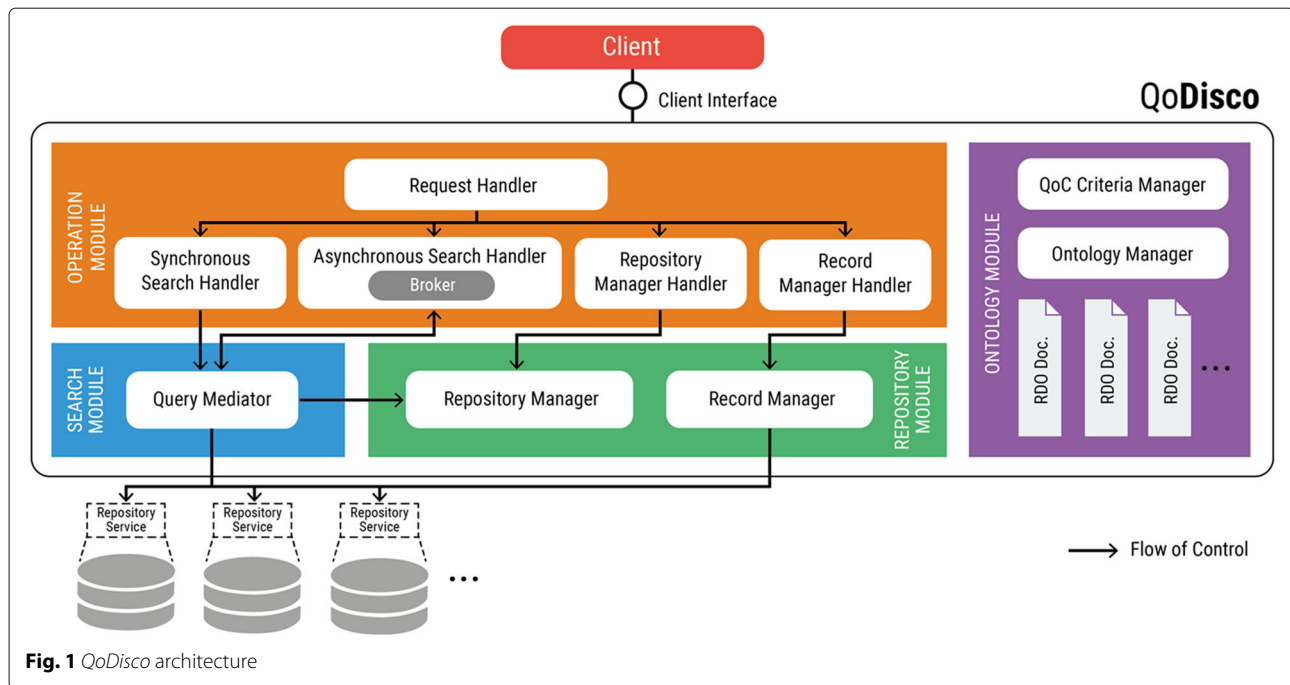 Client
Client Interface
QoDisco
OPERATION
MODULE
Request Handler
Synchronous
Search Handler
Asynchronous Search Handler
Broker
Repository
Manager Handler
Record
Manager Handler
SEARCH
MODULE
Query Mediator
Repository Manager
Record Manager
REPOSITORY
MODULE
ONTOLOGY MODULE
QoC Criteria Manager
Ontology Manager
RDO Doc.
RDO Doc.
RDO Doc.
...
Repository
Service
Repository
Service
Repository
Service
...
Flow of Control
Fig. 1 QoDisco architecture